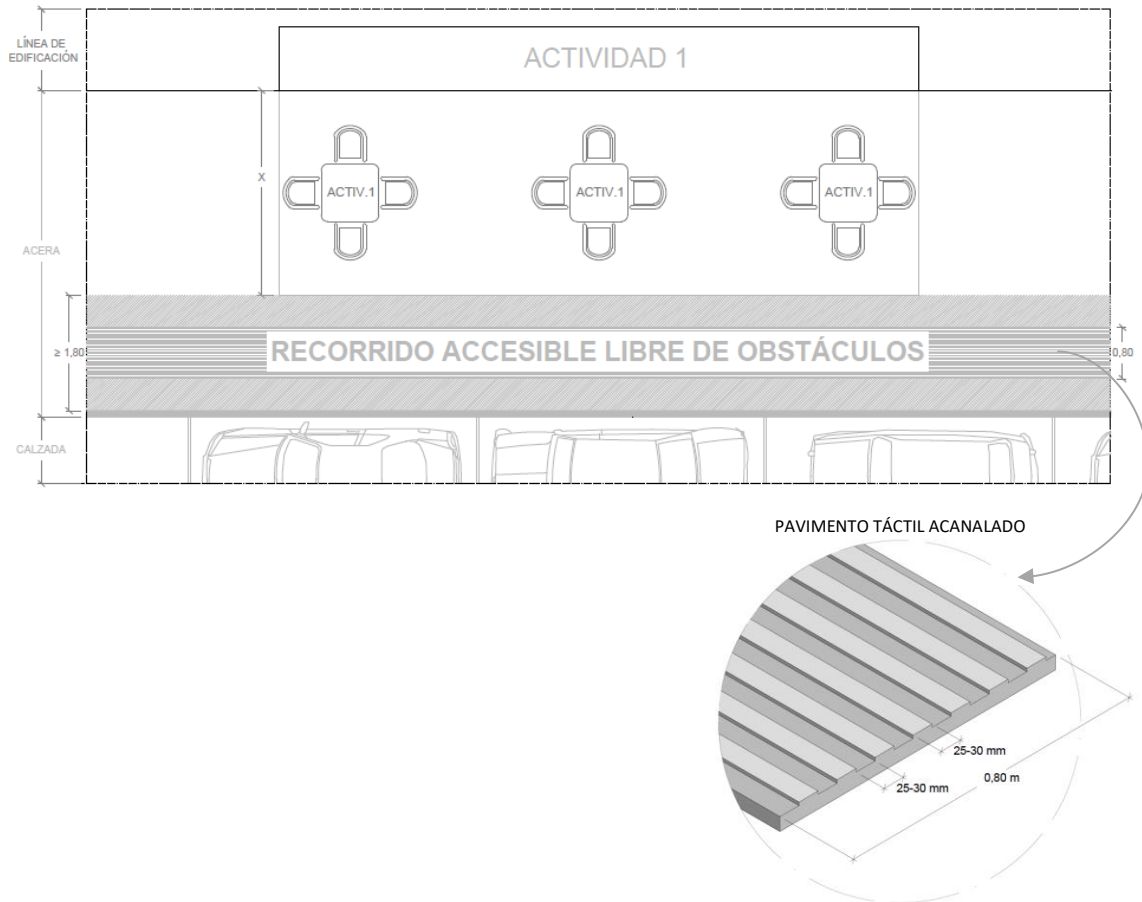 LÍNEA DE
EDIFICACIÓN
ACTIVIDAD 1
X
ACTIV.1
ACTIV.1
ACTIV.1
ACERA
≥ 1,80
RECORRIDO ACCESIBLE LIBRE DE OBSTÁCULOS
0,80
CALZADA
PAVIMENTO TÁCTIL ACANALADO
25-30 mm
0,80 m
25-30 mm